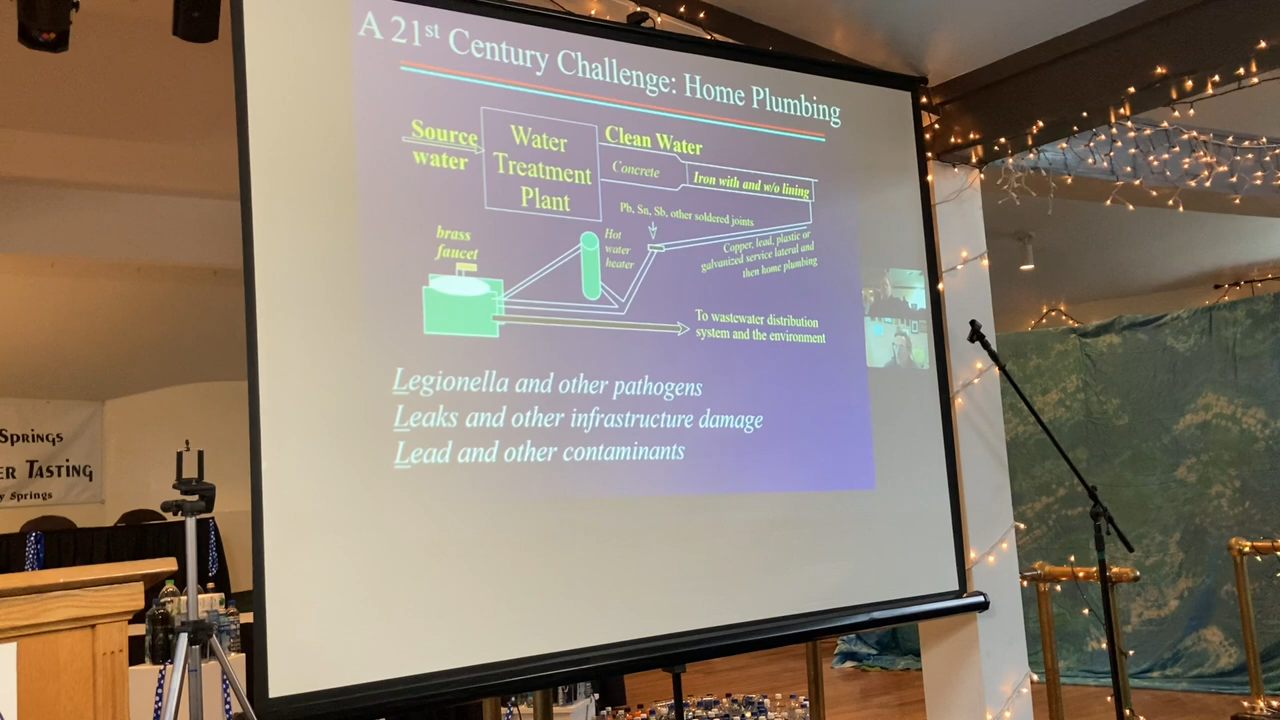 A 21st Century Challenge: Home Plumbing
Source
water
Water
Treatment
Plant
Clean Water
Concrete
Iron with and w/o lining
Pb, Sn, Sb, other soldered joints
brass
faucet
Hot
water
heater
Copper, lead, plastic or
galvanized service lateral and
then home plumbing
To wastewater distribution
system and the environment
Legionella and other pathogens
Leaks and other infrastructure damage
Lead and other contaminants
Springs
er Tasting
y Springs